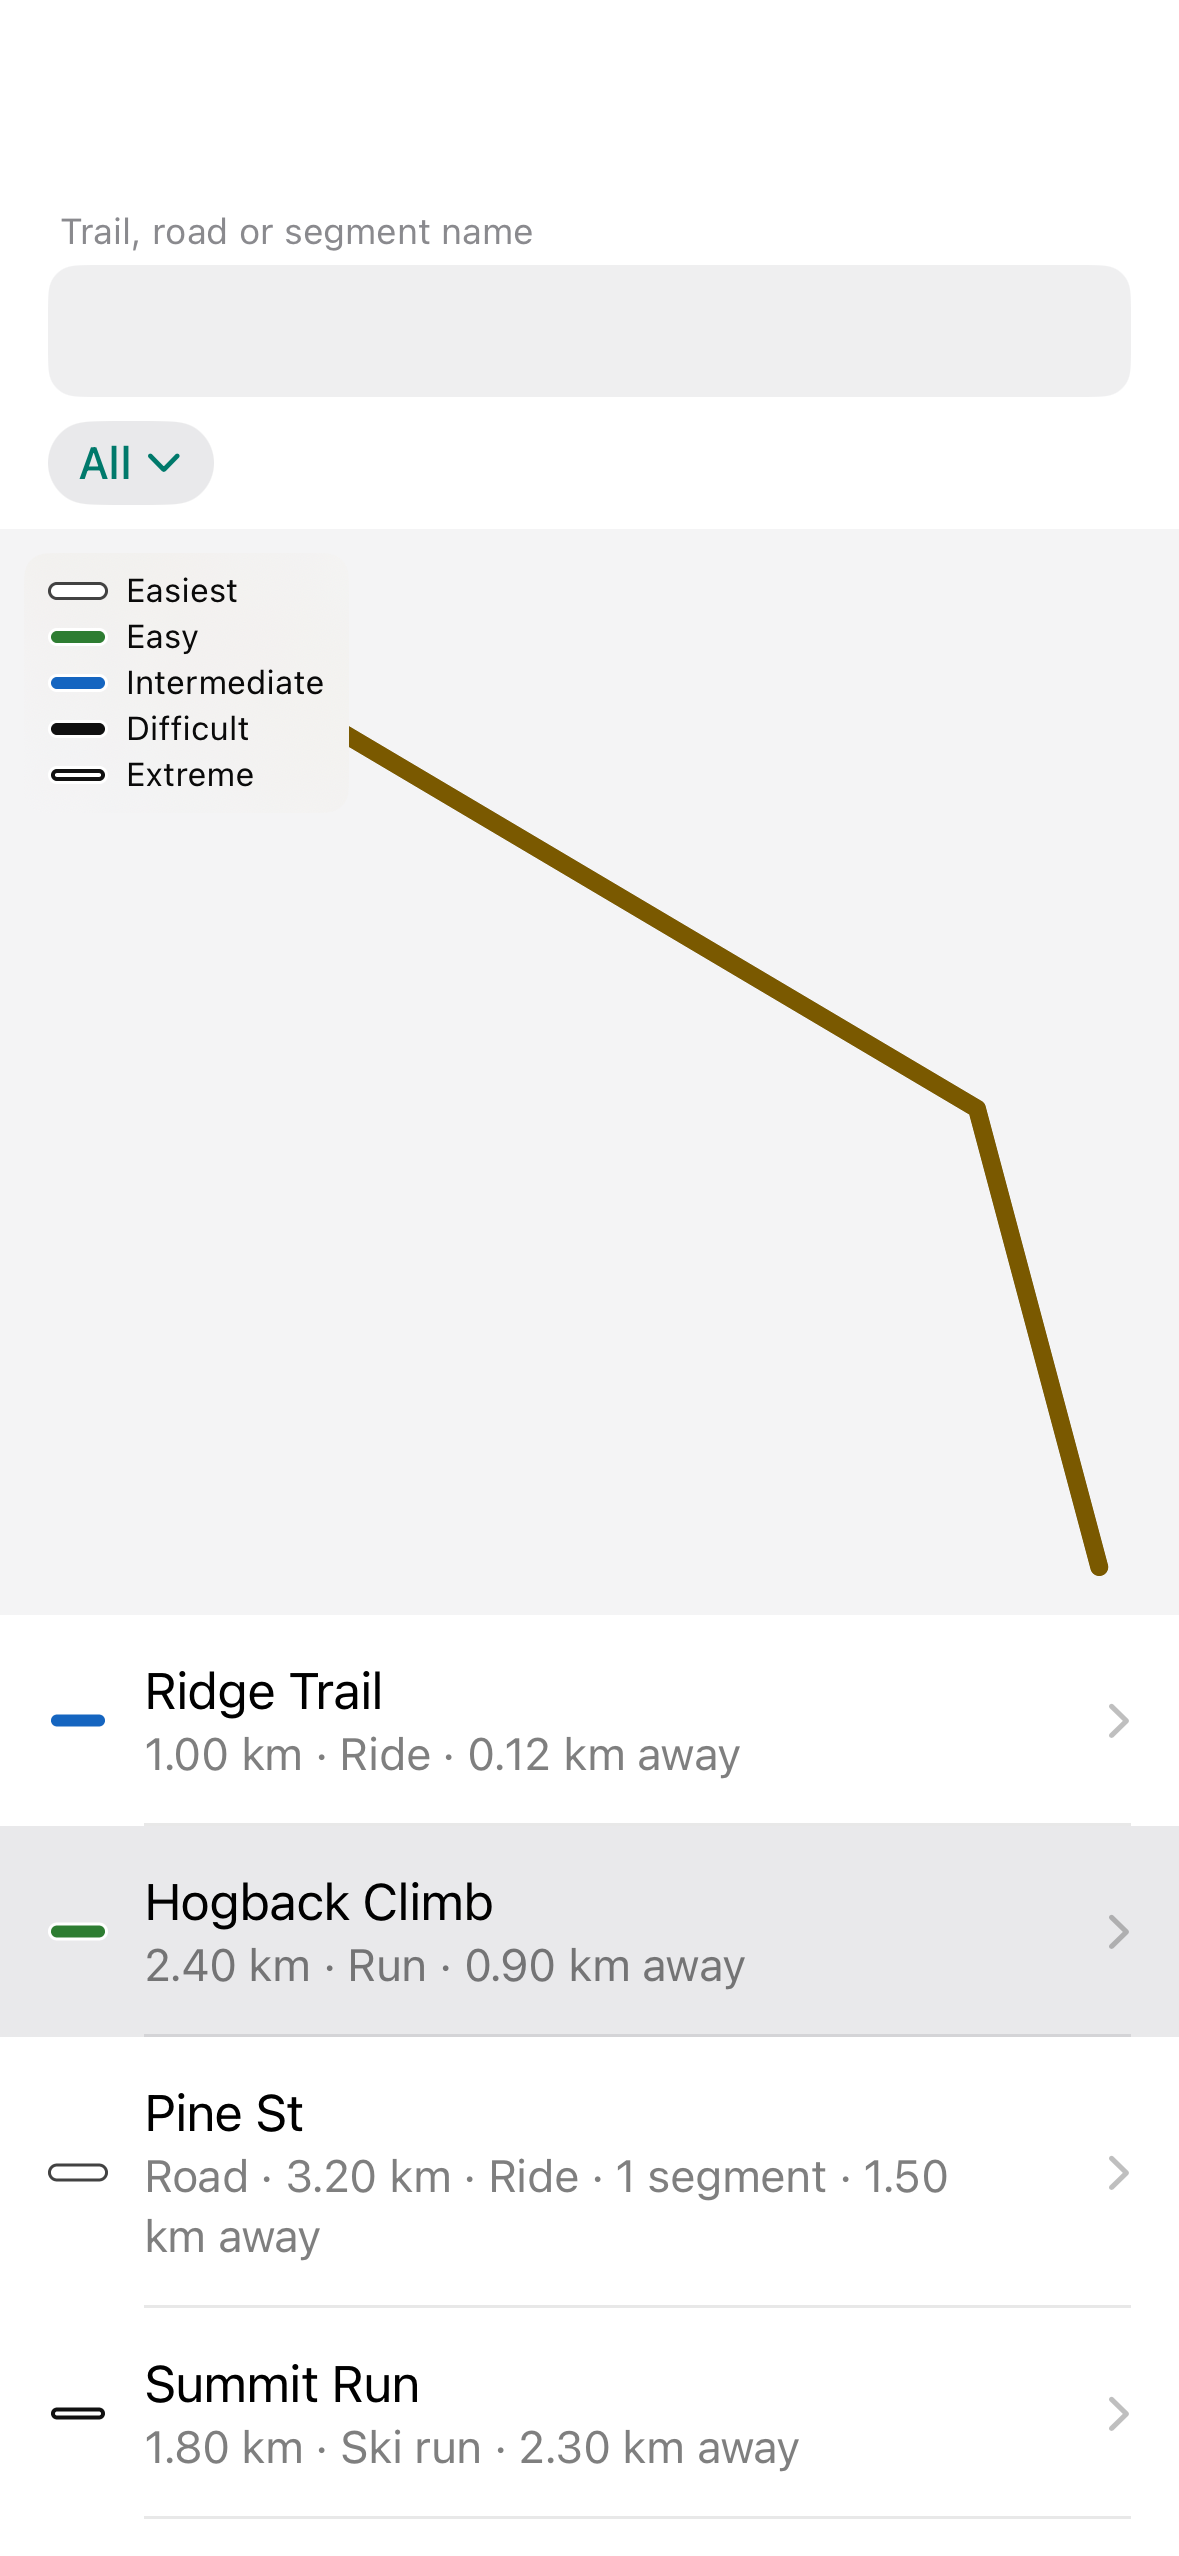 Trail, road or segment name
All
Easiest
Easy
Intermediate
Difficult
Extreme
Ridge Trail
1.00 km · Ride · 0.12 km away
Hogback Climb
2.40 km · Run · 0.90 km away
Pine St
Road · 3.20 km · Ride · 1 segment · 1.50
km away
Summit Run
1.80 km · Ski run · 2.30 km away